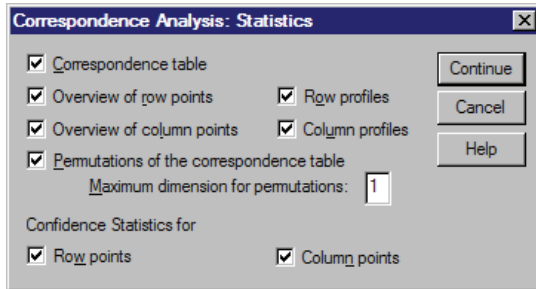 Correspondence Analysis: Statistics
Correspondence table
Continue
Overview of row points Row profiles
Cancel
Overview of column points Column profiles
Help
Permutations of the correspondence table
Maximum dimension for permutations: 1
Confidence Statistics for
Row points Column points